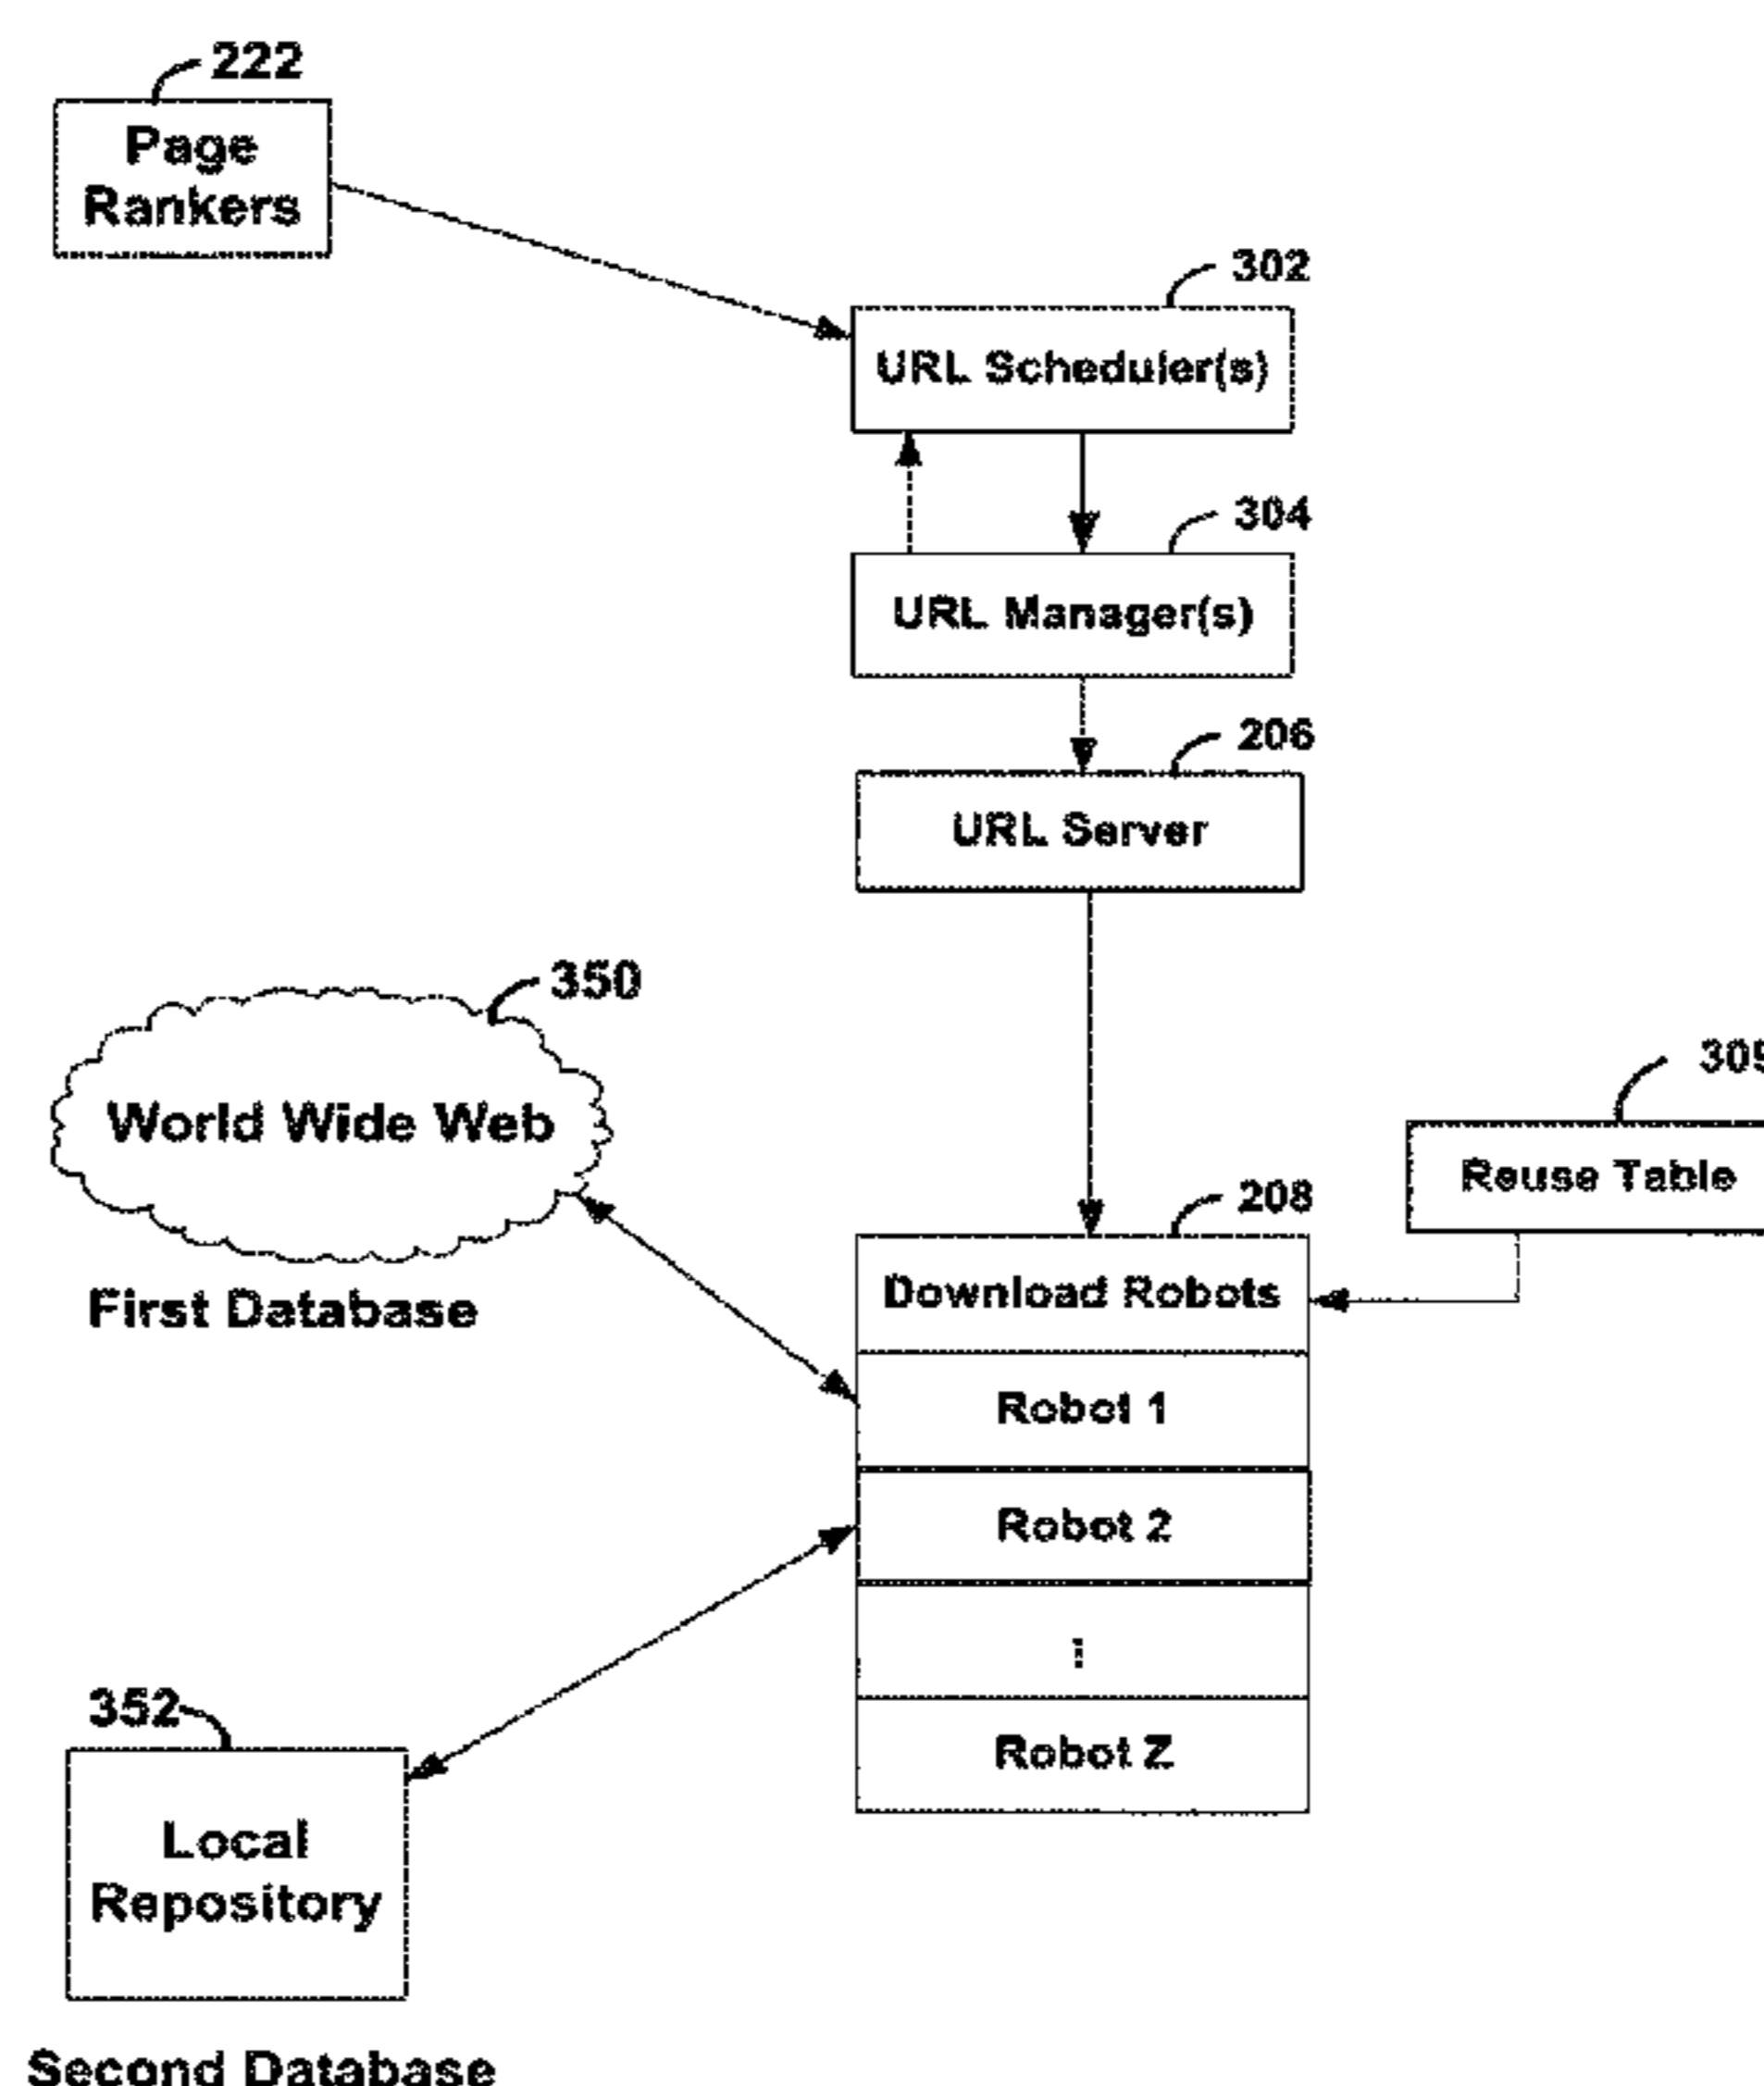 222
Page
Rankers
302
URL Scheduler(s)
304
URL Manager(s)
206
URL Server
350
World Wide Web
First Database
Reuse Table
208
Download Robots
Robot 1
Robot 2
⋮
Robot Z
352
Local
Repository
Second Database